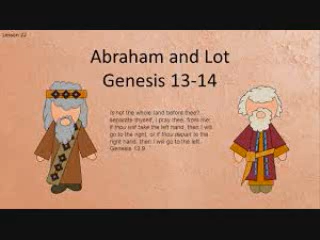 Lesson 22
Abraham and Lot
Genesis 13-14
Is not the whole land before thee?
separate thyself, I pray thee, from me:
if thou wilt take the left hand, then I will
go to the right; or if thou depart to the
right hand, then I will go to the left.
Genesis 13:9